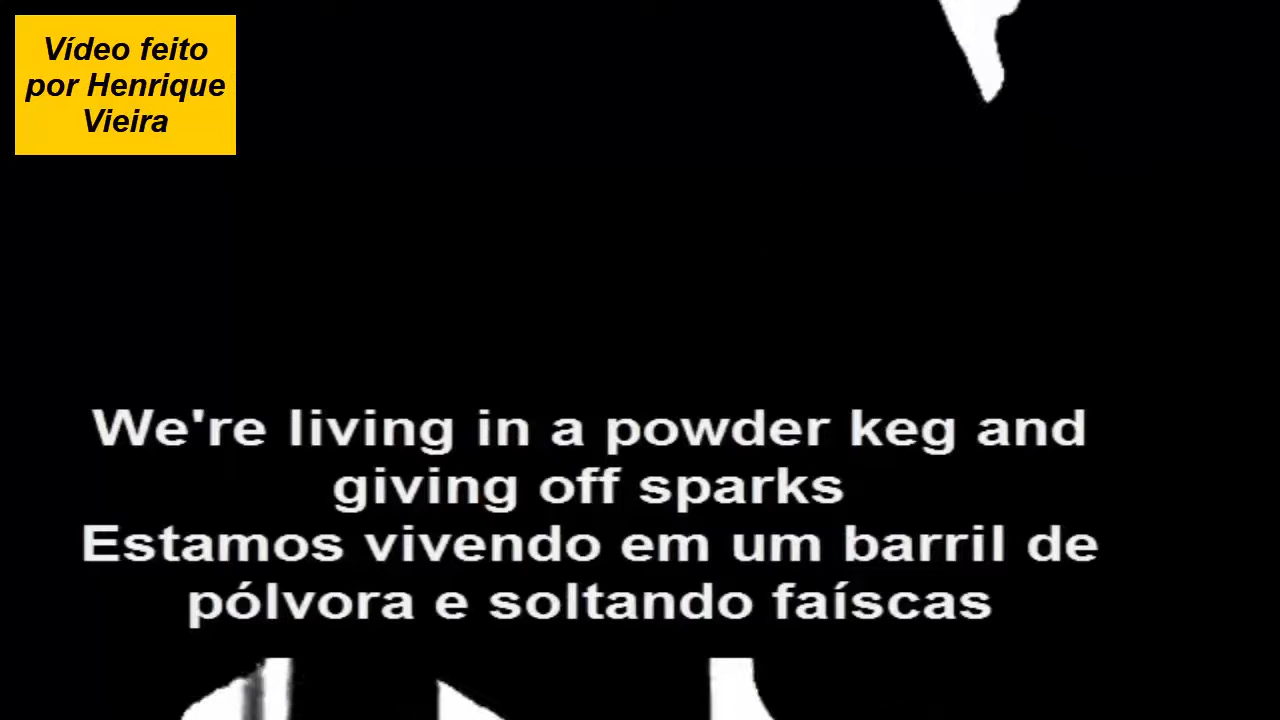 Vídeo feito
por Henrique
Vieira
We're living in a powder keg and
giving off sparks
Estamos vivendo em um barril de
pólvora e soltando faíscas